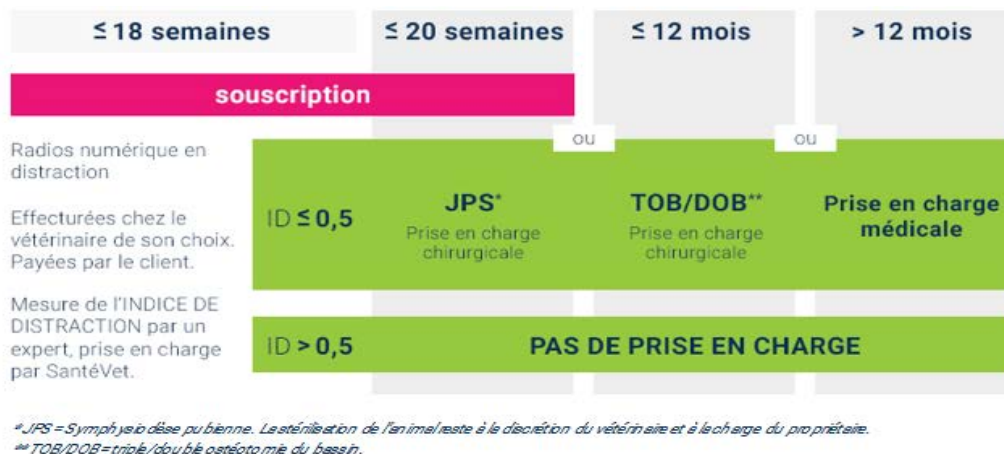 ≤ 18 semaines
≤ 20 semaines
≤ 12 mois
> 12 mois
souscription
ou
ou
Radios numérique en
distraction
Effecturées chez le
vétérinaire de son choix.
Payées par le client.
Mesure de l'INDICE DE
DISTRACTION par un
expert, prise en charge
par SantéVet.
ID ≤ 0,5
JPS*
Prise en charge
chirurgicale
TOB/DOB**
Prise en charge
chirurgicale
Prise en charge
médicale
ID > 0,5
PAS DE PRISE EN CHARGE
* JPS = Symphysiodèse pubienne. La stérilisation de l'animal reste à la discrétion du vétérinaire et à la charge du propriétaire.
** TOB/DOB = triple/double ostéotomie du bassin.